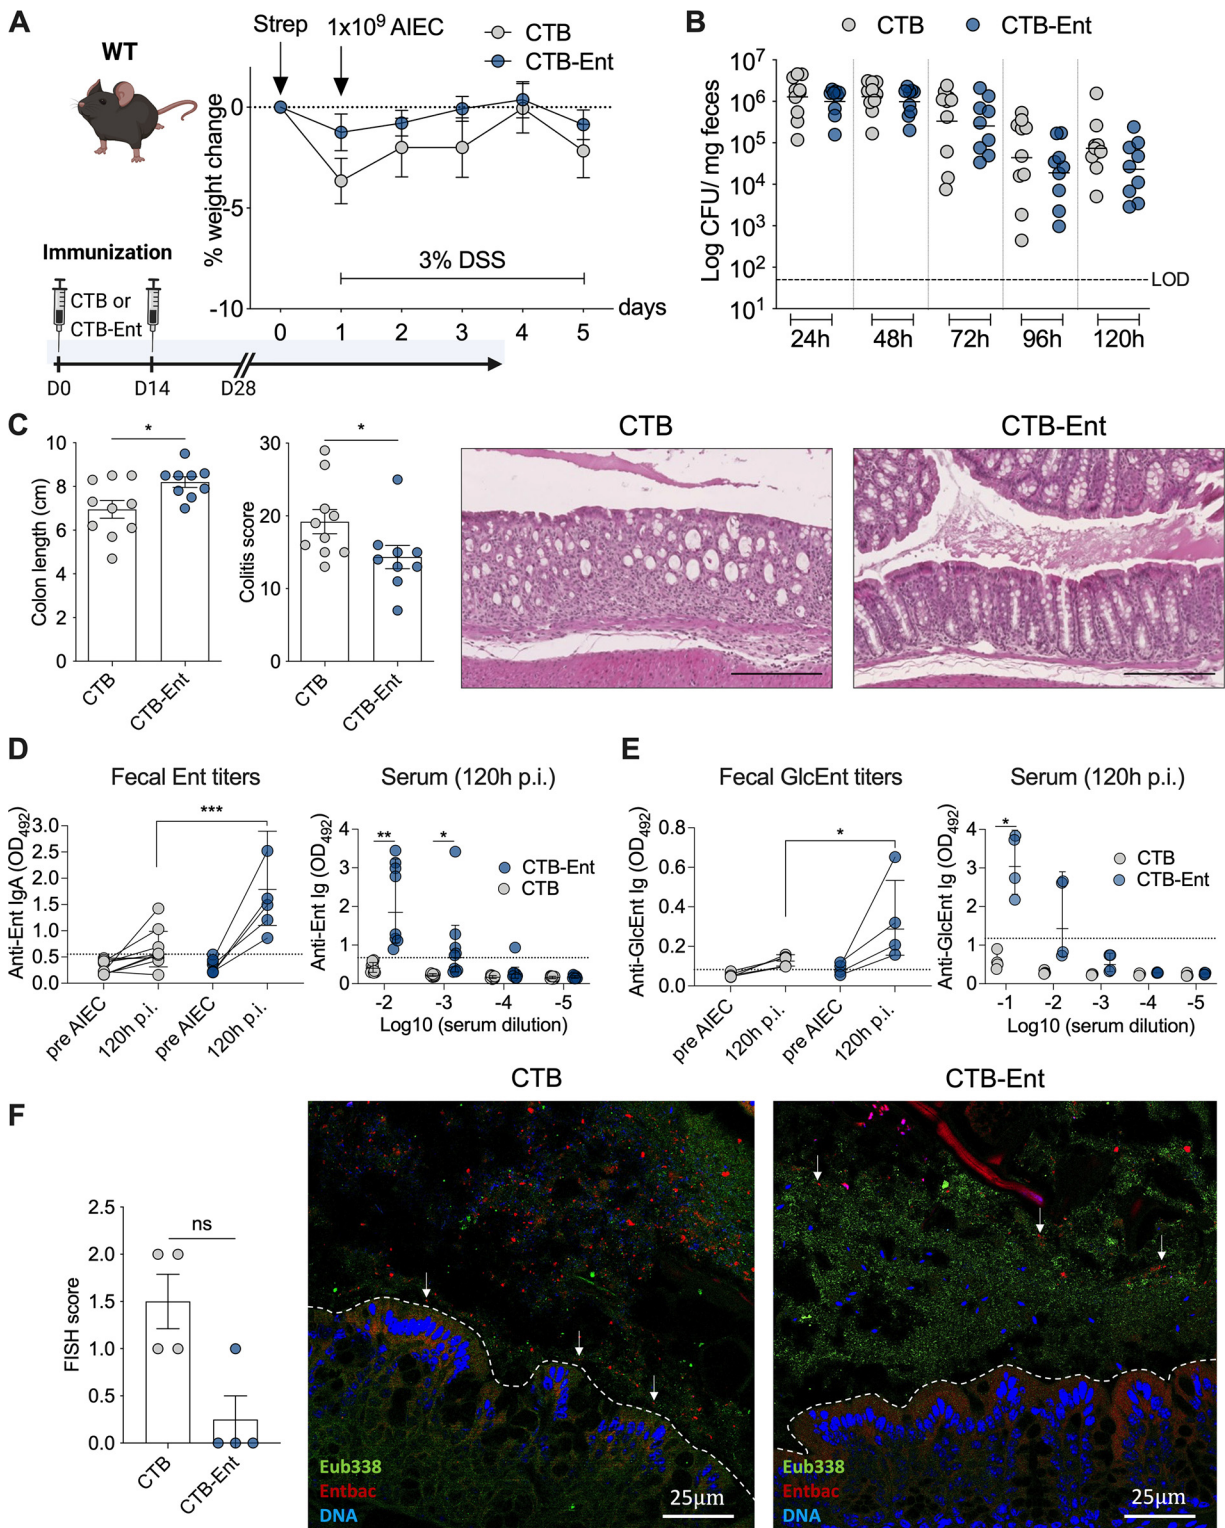 A
WT
Strep
1x10⁹ AIEC
CTB
CTB-Ent
% weight change
0
-5
-10
3% DSS
0 1 2 3 4 5
days
Immunization
CTB or
CTB-Ent
D0 D14 D28
B
CTB CTB-Ent
Log CFU/ mg feces
10⁷
10⁶
10⁵
10⁴
10³
10²
10¹
LOD
24h 48h 72h 96h 120h
C
Colon length (cm)
10
8
6
4
2
0
*
CTB
CTB-Ent
Colitis score
30
20
10
0
*
CTB
CTB-Ent
CTB
CTB-Ent
D
Fecal Ent titers
Anti-Ent IgA (OD₄₉₂)
3.0
2.5
2.0
1.5
1.0
0.5
0.0
***
pre AIEC
120h p.i.
pre AIEC
120h p.i.
Serum (120h p.i.)
Anti-Ent Ig (OD₄₉₂)
4
3
2
1
0
**
*
CTB-Ent
CTB
-2 -3 -4 -5
Log10 (serum dilution)
E
Fecal GlcEnt titers
Anti-GlcEnt Ig (OD₄₉₂)
0.8
0.6
0.4
0.2
0.0
*
pre AIEC
120h p.i.
pre AIEC
120h p.i.
Serum (120h p.i.)
Anti-GlcEnt Ig (OD₄₉₂)
4
3
2
1
0
*
CTB
CTB-Ent
-1 -2 -3 -4 -5
Log10 (serum dilution)
F
FISH score
2.5
2.0
1.5
1.0
0.5
0.0
ns
CTB
CTB-Ent
CTB
Eub338
Entbac
DNA
25µm
CTB-Ent
Eub338
Entbac
DNA
25µm